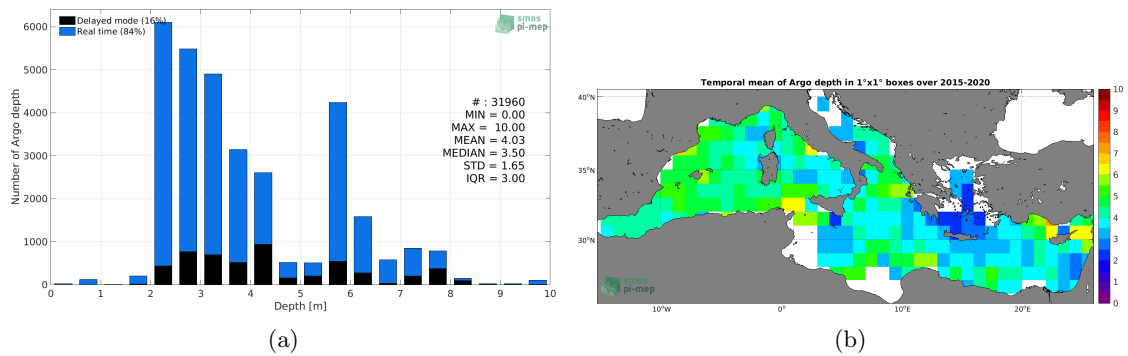 Delayed mode (16%)
Real time (84%)
smos
pi-mep
6000
5000
4000
3000
2000
1000
0
Number of Argo depth
# : 31960
MIN = 0.00
MAX = 10.00
MEAN = 4.03
MEDIAN = 3.50
STD = 1.65
IQR = 3.00
0 1 2 3 4 5 6 7 8 9 10
Depth [m]
(a)
Temporal mean of Argo depth in 1°x1° boxes over 2015-2020
40°N
35°N
30°N
10°W 0° 10°E 20°E
smos
pi-mep
10
9
8
7
6
5
4
3
2
1
0
(b)